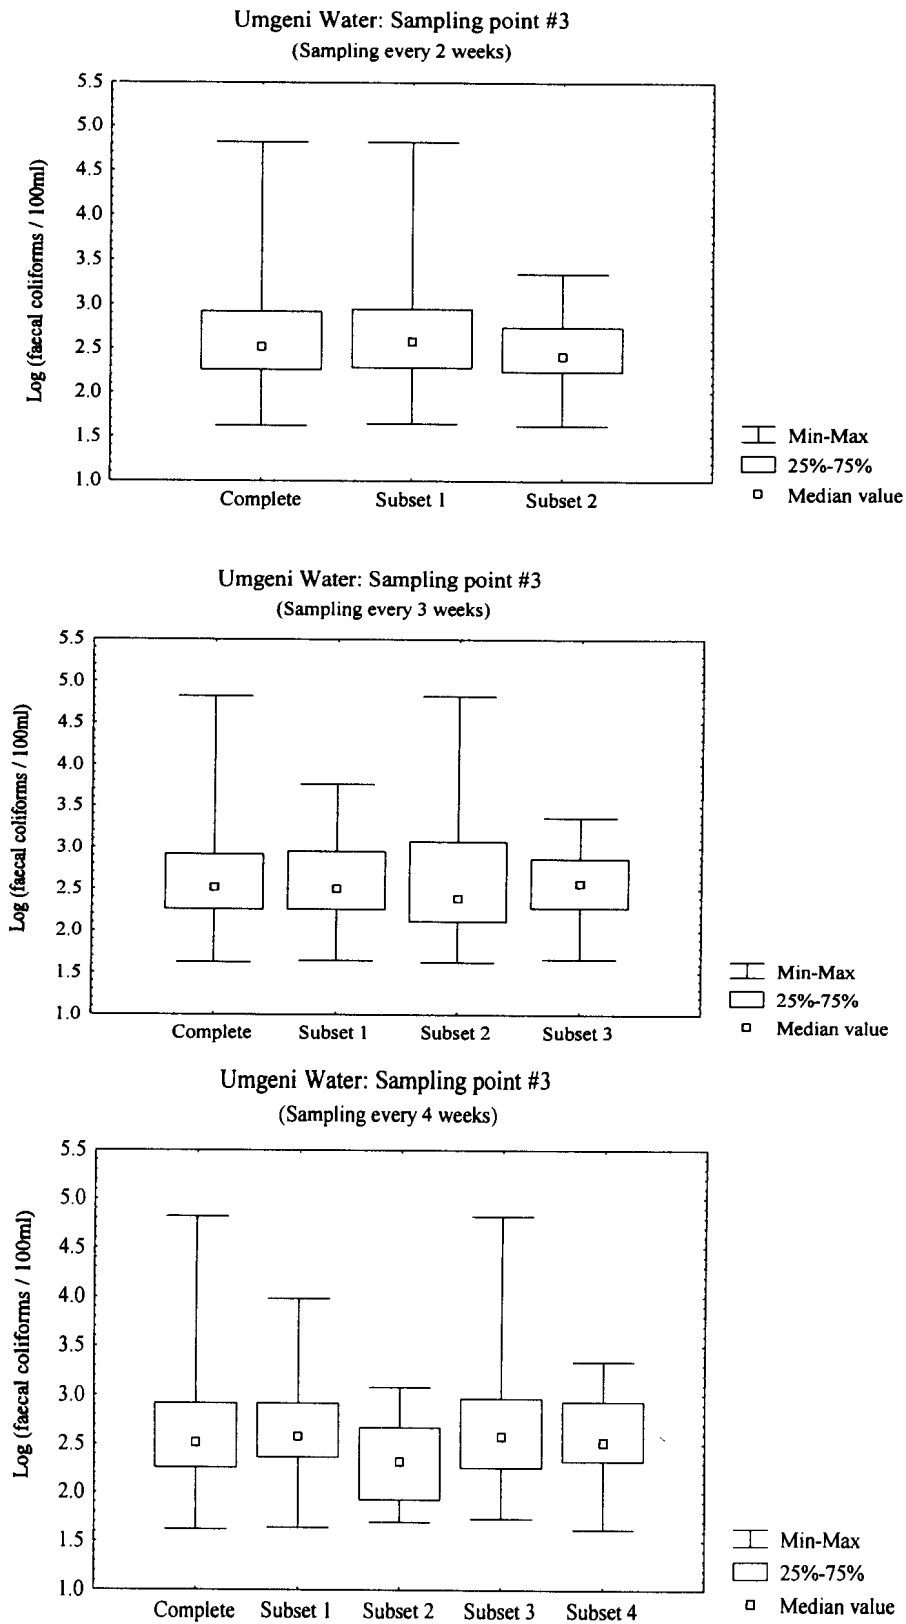 Umgeni Water: Sampling point #3
(Sampling every 2 weeks)
Log (faecal coliforms / 100ml)
5.5
5.0
4.5
4.0
3.5
3.0
2.5
2.0
1.5
1.0
Complete Subset 1 Subset 2
Min-Max
25%-75%
Median value
Umgeni Water: Sampling point #3
(Sampling every 3 weeks)
Log (faecal coliforms / 100ml)
5.5
5.0
4.5
4.0
3.5
3.0
2.5
2.0
1.5
1.0
Complete Subset 1 Subset 2 Subset 3
Min-Max
25%-75%
Median value
Umgeni Water: Sampling point #3
(Sampling every 4 weeks)
Log (faecal coliforms / 100ml)
5.5
5.0
4.5
4.0
3.5
3.0
2.5
2.0
1.5
1.0
Complete Subset 1 Subset 2 Subset 3 Subset 4
Min-Max
25%-75%
Median value